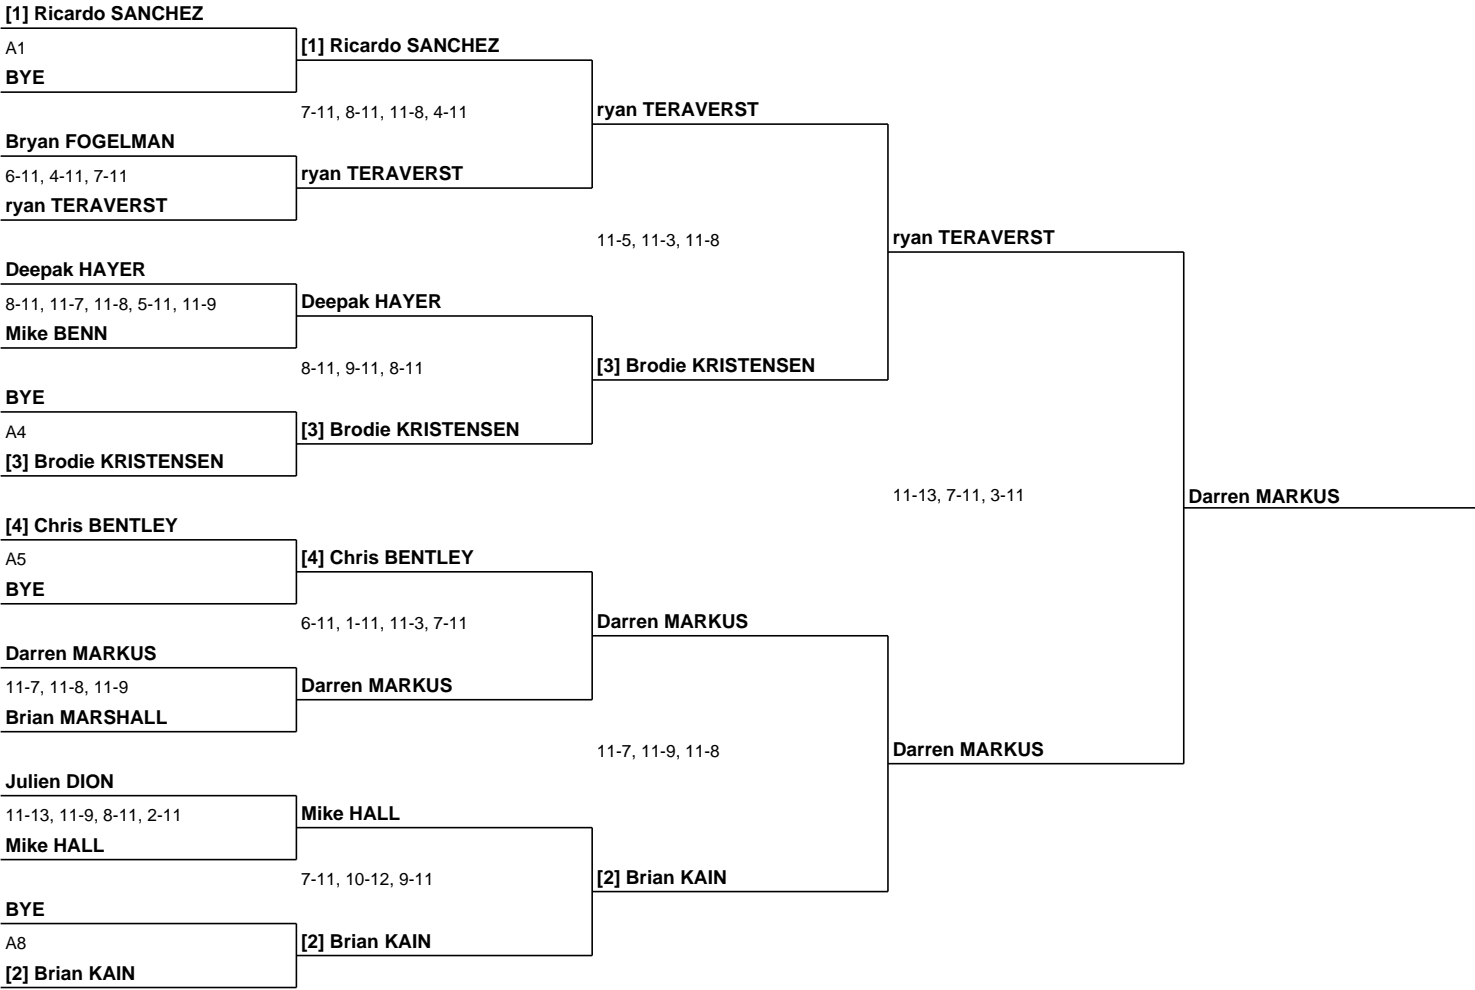 [1] Ricardo SANCHEZ
A1
BYE
Bryan FOGELMAN
6-11, 4-11, 7-11
ryan TERAVERST
Deepak HAYER
8-11, 11-7, 11-8, 5-11, 11-9
Mike BENN
BYE
A4
[3] Brodie KRISTENSEN
[4] Chris BENTLEY
A5
BYE
Darren MARKUS
11-7, 11-8, 11-9
Brian MARSHALL
Julien DION
11-13, 11-9, 8-11, 2-11
Mike HALL
BYE
A8
[2] Brian KAIN
[1] Ricardo SANCHEZ
7-11, 8-11, 11-8, 4-11
ryan TERAVERST
Deepak HAYER
8-11, 9-11, 8-11
[3] Brodie KRISTENSEN
[4] Chris BENTLEY
6-11, 1-11, 11-3, 7-11
Darren MARKUS
Mike HALL
7-11, 10-12, 9-11
[2] Brian KAIN
ryan TERAVERST
11-5, 11-3, 11-8
[3] Brodie KRISTENSEN
Darren MARKUS
11-7, 11-9, 11-8
[2] Brian KAIN
ryan TERAVERST
11-13, 7-11, 3-11
Darren MARKUS
Darren MARKUS